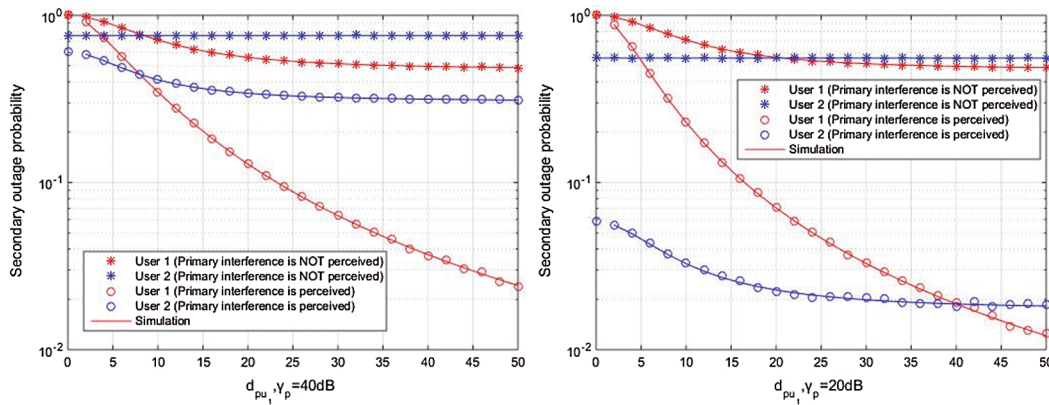 Secondary outage probability
10^0
10^-1
10^-2
0 5 10 15 20 25 30 35 40 45 50
d_pu_1,γ_p=40dB
User 1 (Primary interference is NOT perceived)
User 2 (Primary interference is NOT perceived)
User 1 (Primary interference is perceived)
User 2 (Primary interference is perceived)
Simulation
Secondary outage probability
10^0
10^-1
10^-2
0 5 10 15 20 25 30 35 40 45 50
d_pu_1,γ_p=20dB
User 1 (Primary interference is NOT perceived)
User 2 (Primary interference is NOT perceived)
User 1 (Primary interference is perceived)
User 2 (Primary interference is perceived)
Simulation